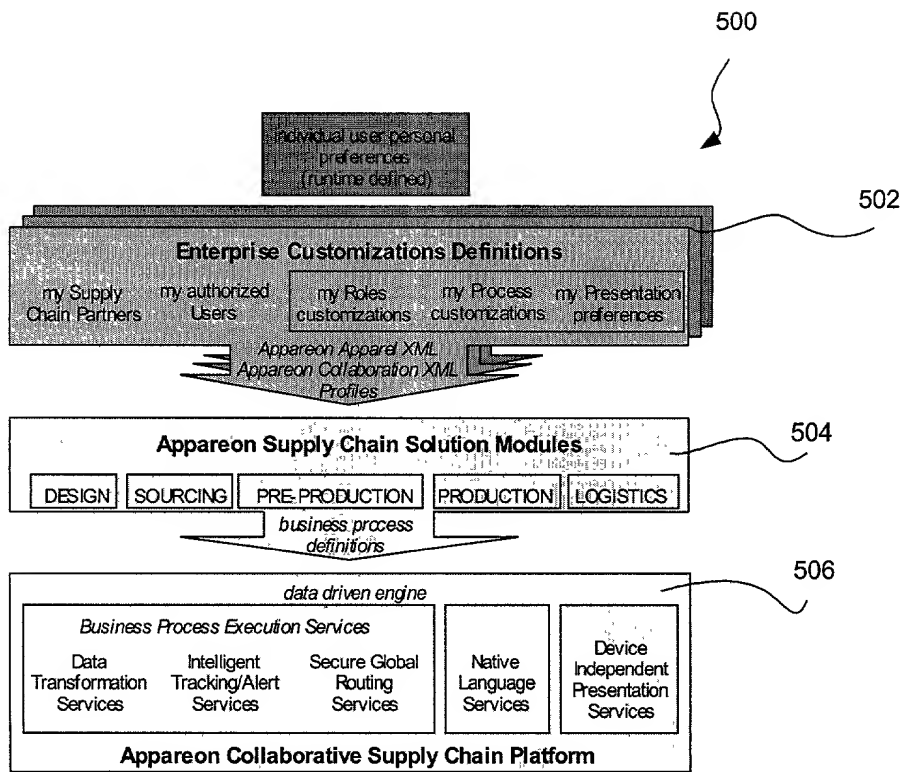 500
individual user personal
preferences
(runtime defined)
502
Enterprise Customizations Definitions
my Supply
Chain Partners
my authorized
Users
my Roles
customizations
my Process
customizations
my Presentation
preferences
Appareon Apparel XML
Appareon Collaboration XML
Profiles
504
Appareon Supply Chain Solution Modules
DESIGN
SOURCING
PRE-PRODUCTION
PRODUCTION
LOGISTICS
business process
definitions
506
data driven engine
Business Process Execution Services
Data
Transformation
Services
Intelligent
Tracking/Alert
Services
Secure Global
Routing
Services
Native
Language
Services
Device
Independent
Presentation
Services
Appareon Collaborative Supply Chain Platform